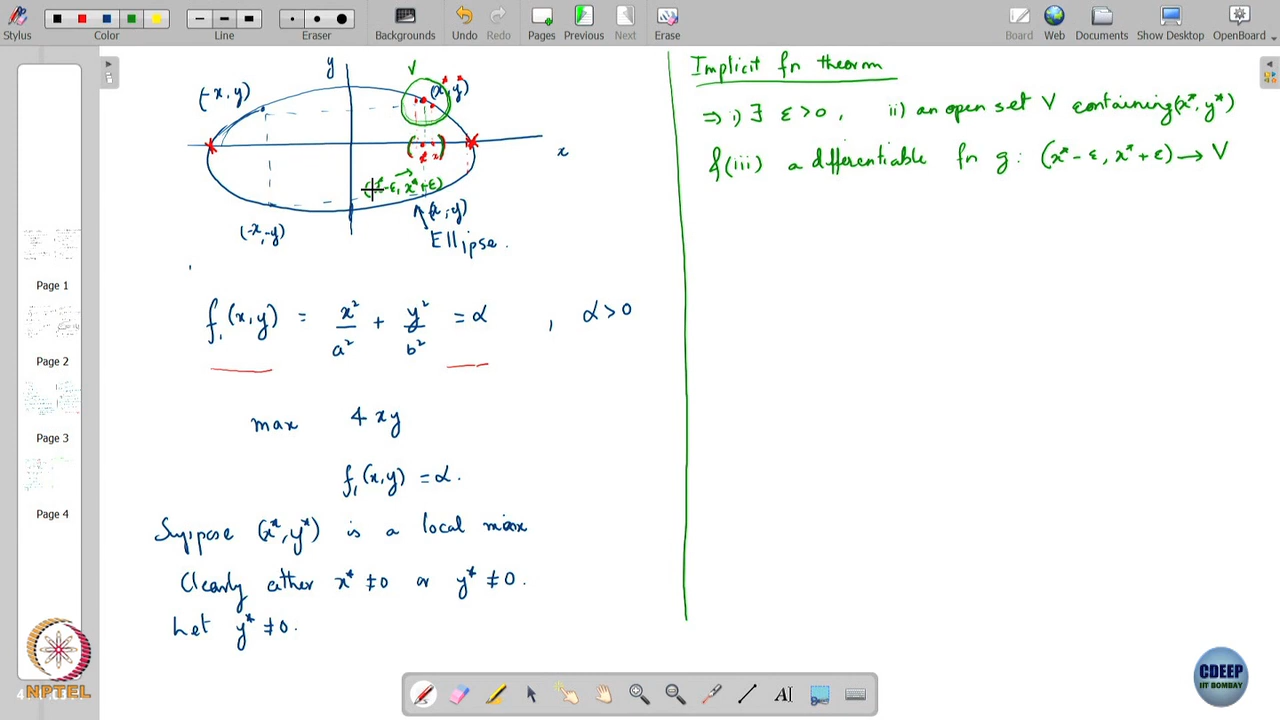 Stylus
Color
Line
Eraser
Backgrounds
Undo
Redo
Pages
Previous
Next
Erase
Board
Web
Documents
Show Desktop
OpenBoard
Page 1
Page 2
Page 3
Page 4
y
V
(-x, y)
(x*, y*)
x
(x*-ε, x*+ε)
(x, -y)
(-x, -y)
Ellipse.
f₁(x,y) = x²/a² + y²/b² = α , α>0
max 4xy
f₁(x,y) = α.
Suppose (x*, y*) is a local max
Clearly either x* ≠ 0 or y* ≠ 0.
Let y* ≠ 0.
Implicit fn theorem
⇒ i) ∃ ε>0, ii) an open set V containing (x*, y*)
&(iii) a differentiable fn g: (x*-ε, x*+ε) → V
NPTEL
CDEEP
IIT BOMBAY